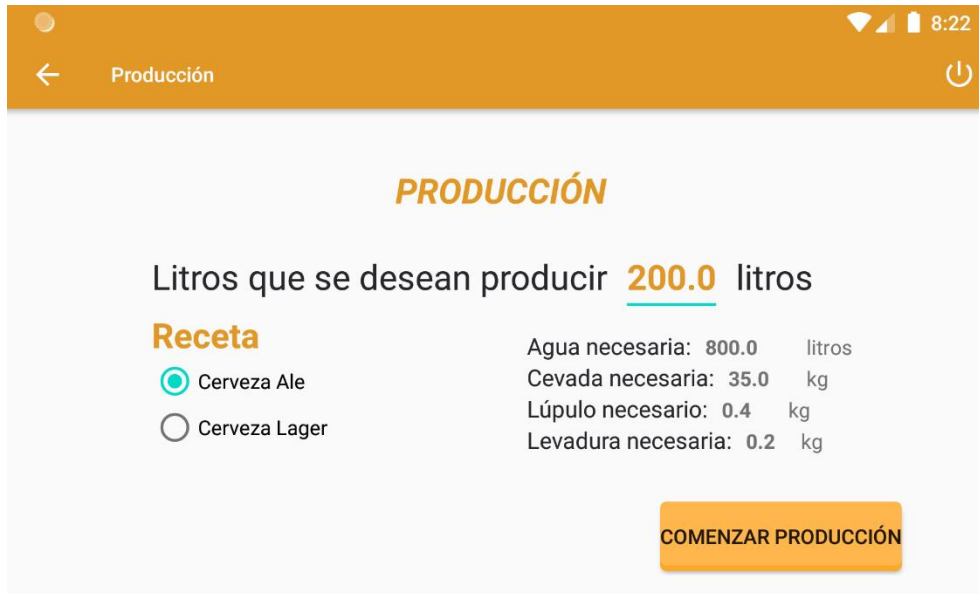 8:22
Producción
PRODUCCIÓN
Litros que se desean producir 200.0 litros
Receta
Cerveza Ale
Cerveza Lager
Agua necesaria: 800.0 litros
Cevada necesaria: 35.0 kg
Lúpulo necesario: 0.4 kg
Levadura necesaria: 0.2 kg
COMENZAR PRODUCCIÓN